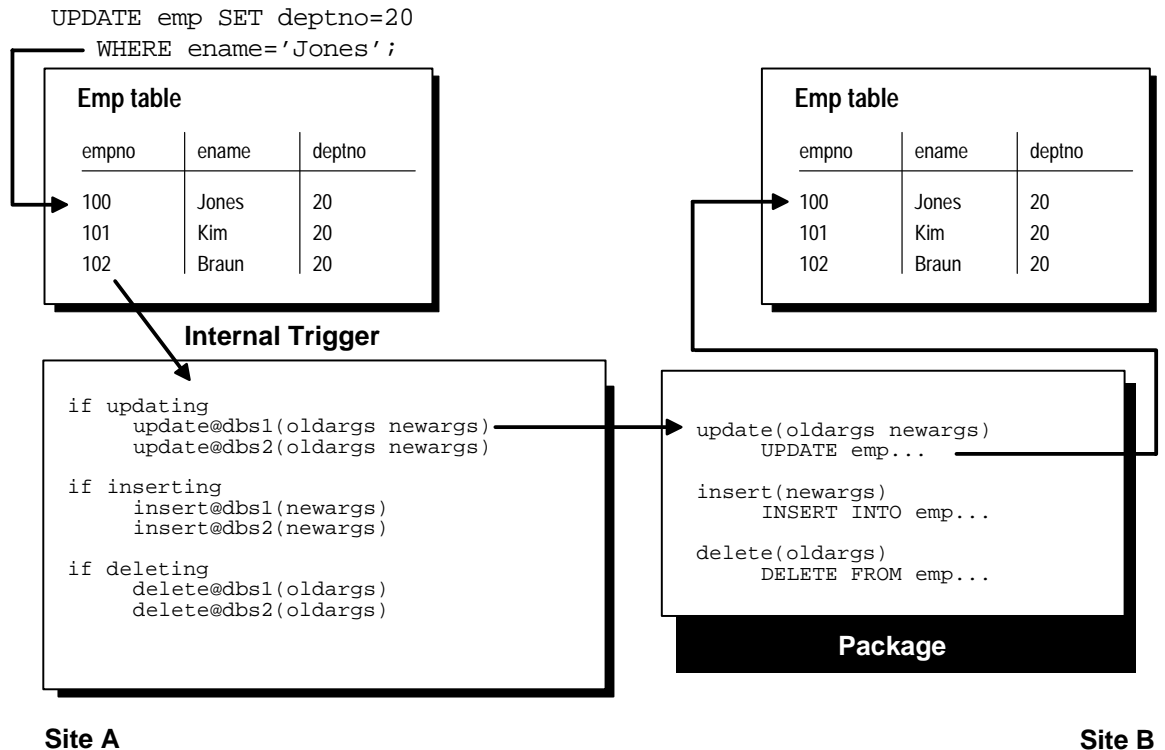 UPDATE emp SET deptno=20
WHERE ename='Jones';
Emp table
empno ename deptno
100 Jones 20
101 Kim 20
102 Braun 20
Emp table
empno ename deptno
100 Jones 20
101 Kim 20
102 Braun 20
Internal Trigger
if updating
update@dbs1(oldargs newargs)
update@dbs2(oldargs newargs)
if inserting
insert@dbs1(newargs)
insert@dbs2(newargs)
if deleting
delete@dbs1(oldargs)
delete@dbs2(oldargs)
update(oldargs newargs)
UPDATE emp...
insert(newargs)
INSERT INTO emp...
delete(oldargs)
DELETE FROM emp...
Package
Site A
Site B